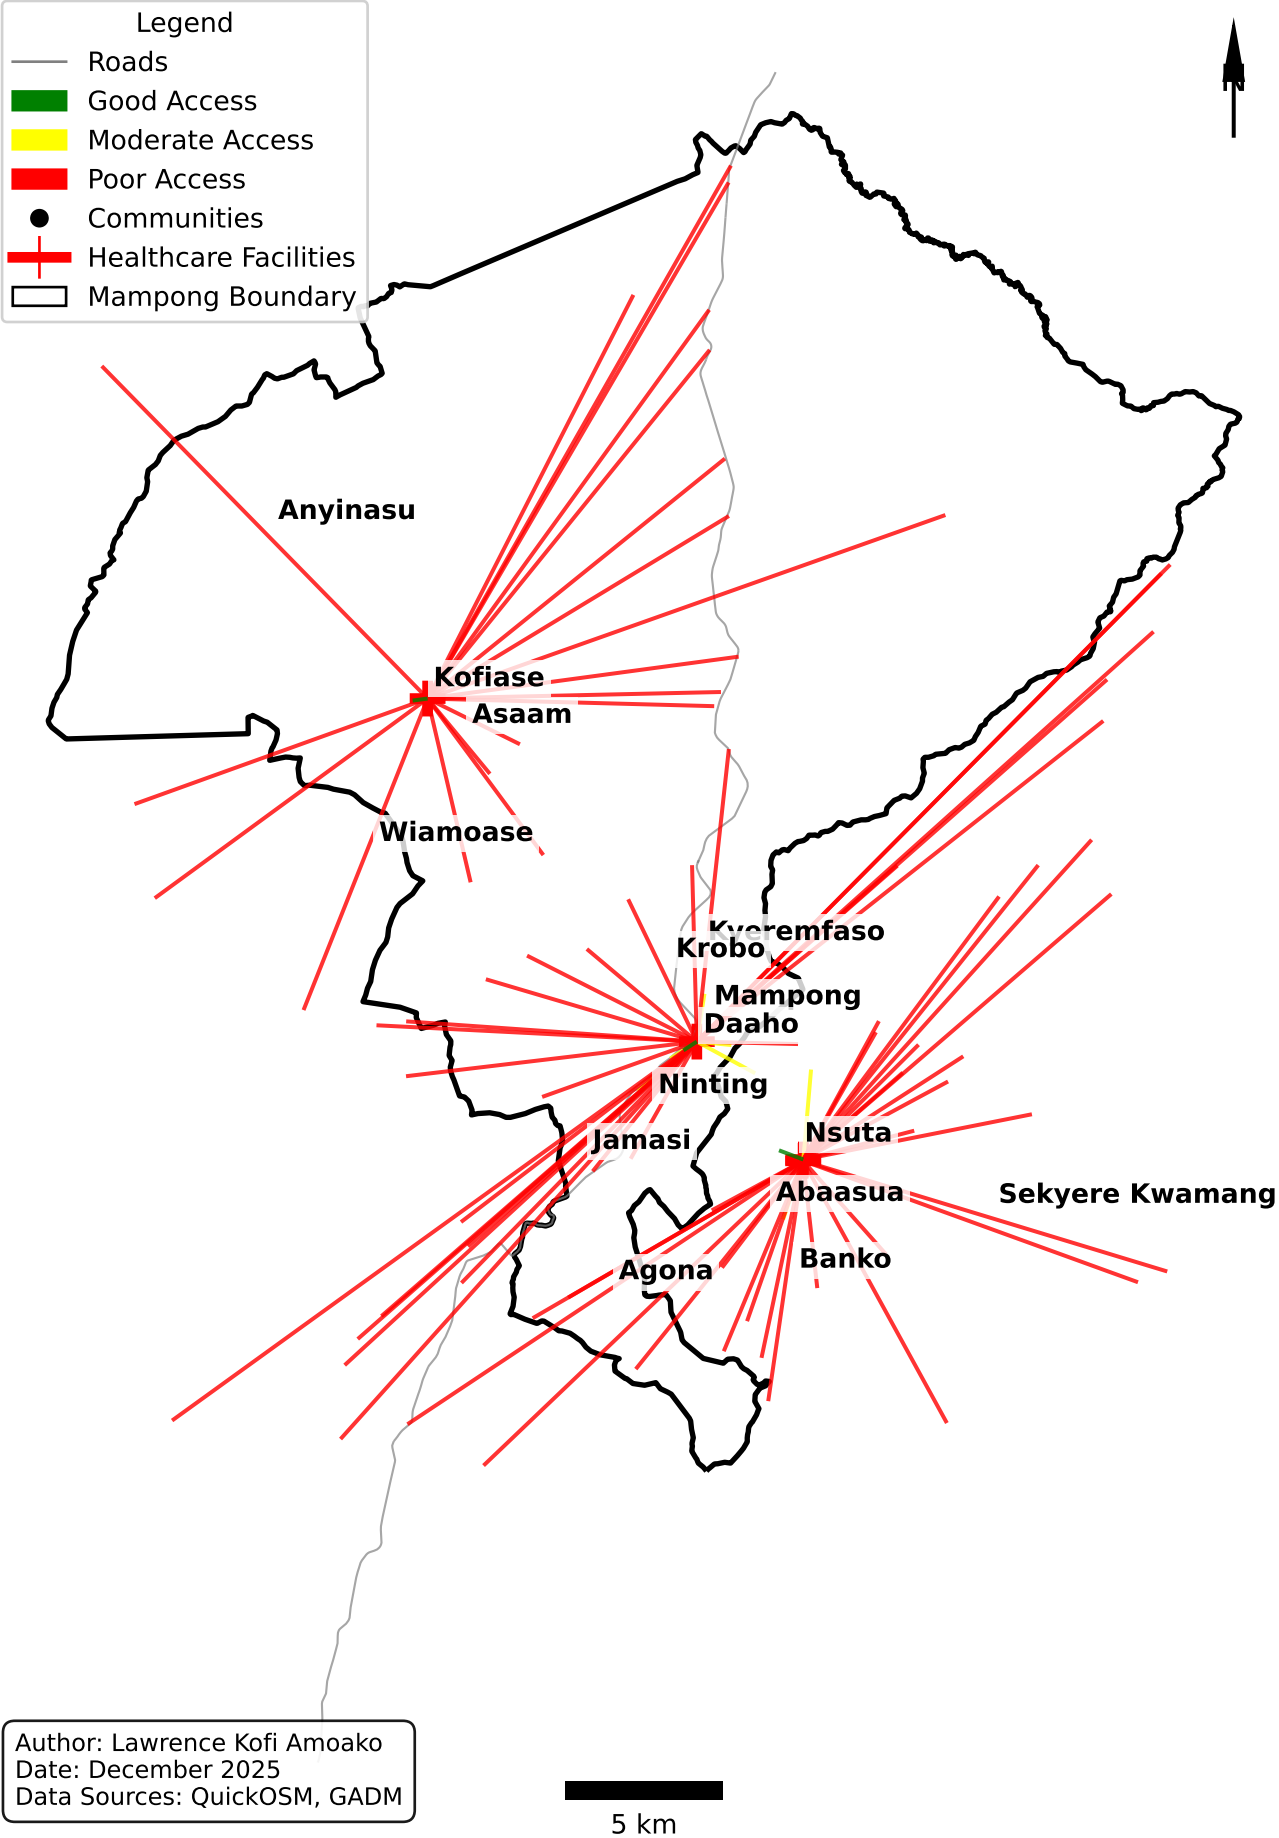 Legend
Roads
Good Access
Moderate Access
Poor Access
Communities
Healthcare Facilities
Mampong Boundary
N
Anyinasu
Kofiase
Asaam
Wiamoase
Kyeremfaso
Krobo
Mampong
Daaho
Ninting
Jamasi
Nsuta
Abaasua
Sekyere Kwamang
Banko
Agona
Author: Lawrence Kofi Amoako
Date: December 2025
Data Sources: QuickOSM, GADM
5 km